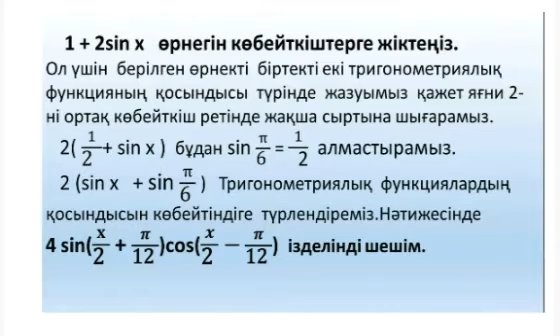 1 + 2sin x өрнегін көбейткіштерге жіктеңіз.
Ол үшін берілген өрнекті біртекті екі тригонометриялық
функцияның қосындысы түрінде жазуымыз қажет яғни 2-
ні ортақ көбейткіш ретінде жақша сыртына шығарамыз.
2( 1/2 + sin x ) бұдан sin π/6 = 1/2 алмастырамыз.
2 (sin x + sin π/6 ) Тригонометриялық функциялардың
қосындысын көбейтіндіге түрлендіреміз.Нәтижесінде
4 sin(x/2 + π/12)cos(x/2 − π/12) ізделінді шешім.